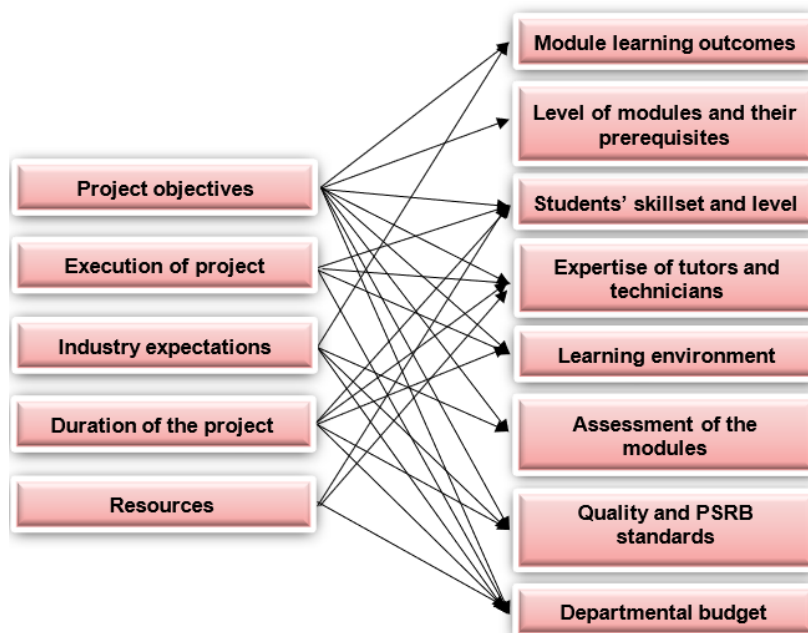 Project objectives
Execution of project
Industry expectations
Duration of the project
Resources
Module learning outcomes
Level of modules and their
prerequisites
Students’ skillset and level
Expertise of tutors and
technicians
Learning environment
Assessment of the
modules
Quality and PSRB
standards
Departmental budget